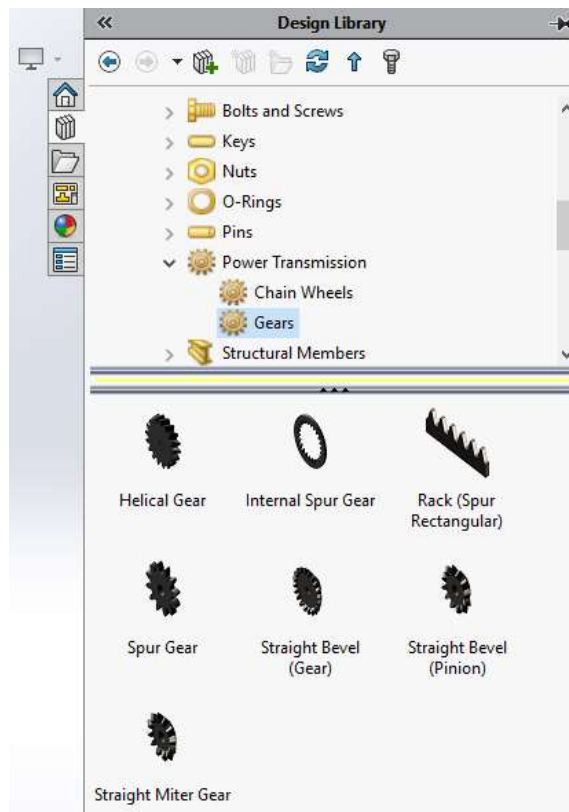 Design Library
Bolts and Screws
Keys
Nuts
O-Rings
Pins
Power Transmission
Chain Wheels
Gears
Structural Members
Helical Gear
Internal Spur Gear
Rack (Spur
Rectangular)
Spur Gear
Straight Bevel
(Gear)
Straight Bevel
(Pinion)
Straight Miter Gear